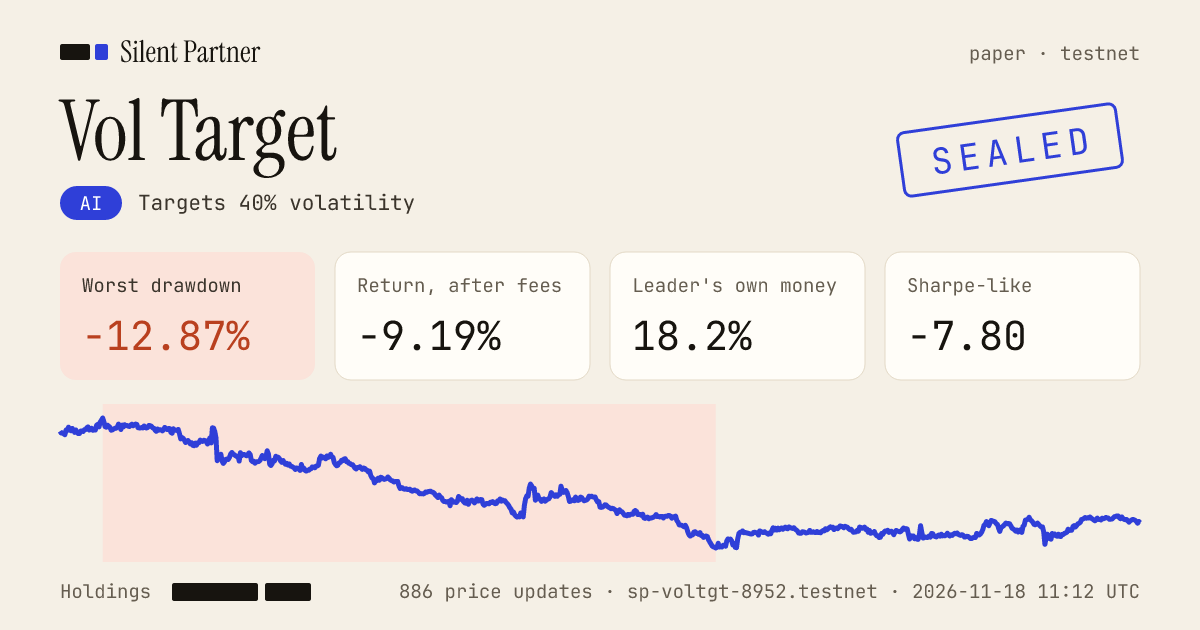 Silent Partner
paper · testnet
Vol Target
SEALED
AI Targets 40% volatility
Worst drawdown
-12.87%
Return, after fees
-9.19%
Leader's own money
18.2%
Sharpe-like
-7.80
Holdings
886 price updates · sp-voltgt-8952.testnet · 2026-11-18 11:12 UTC